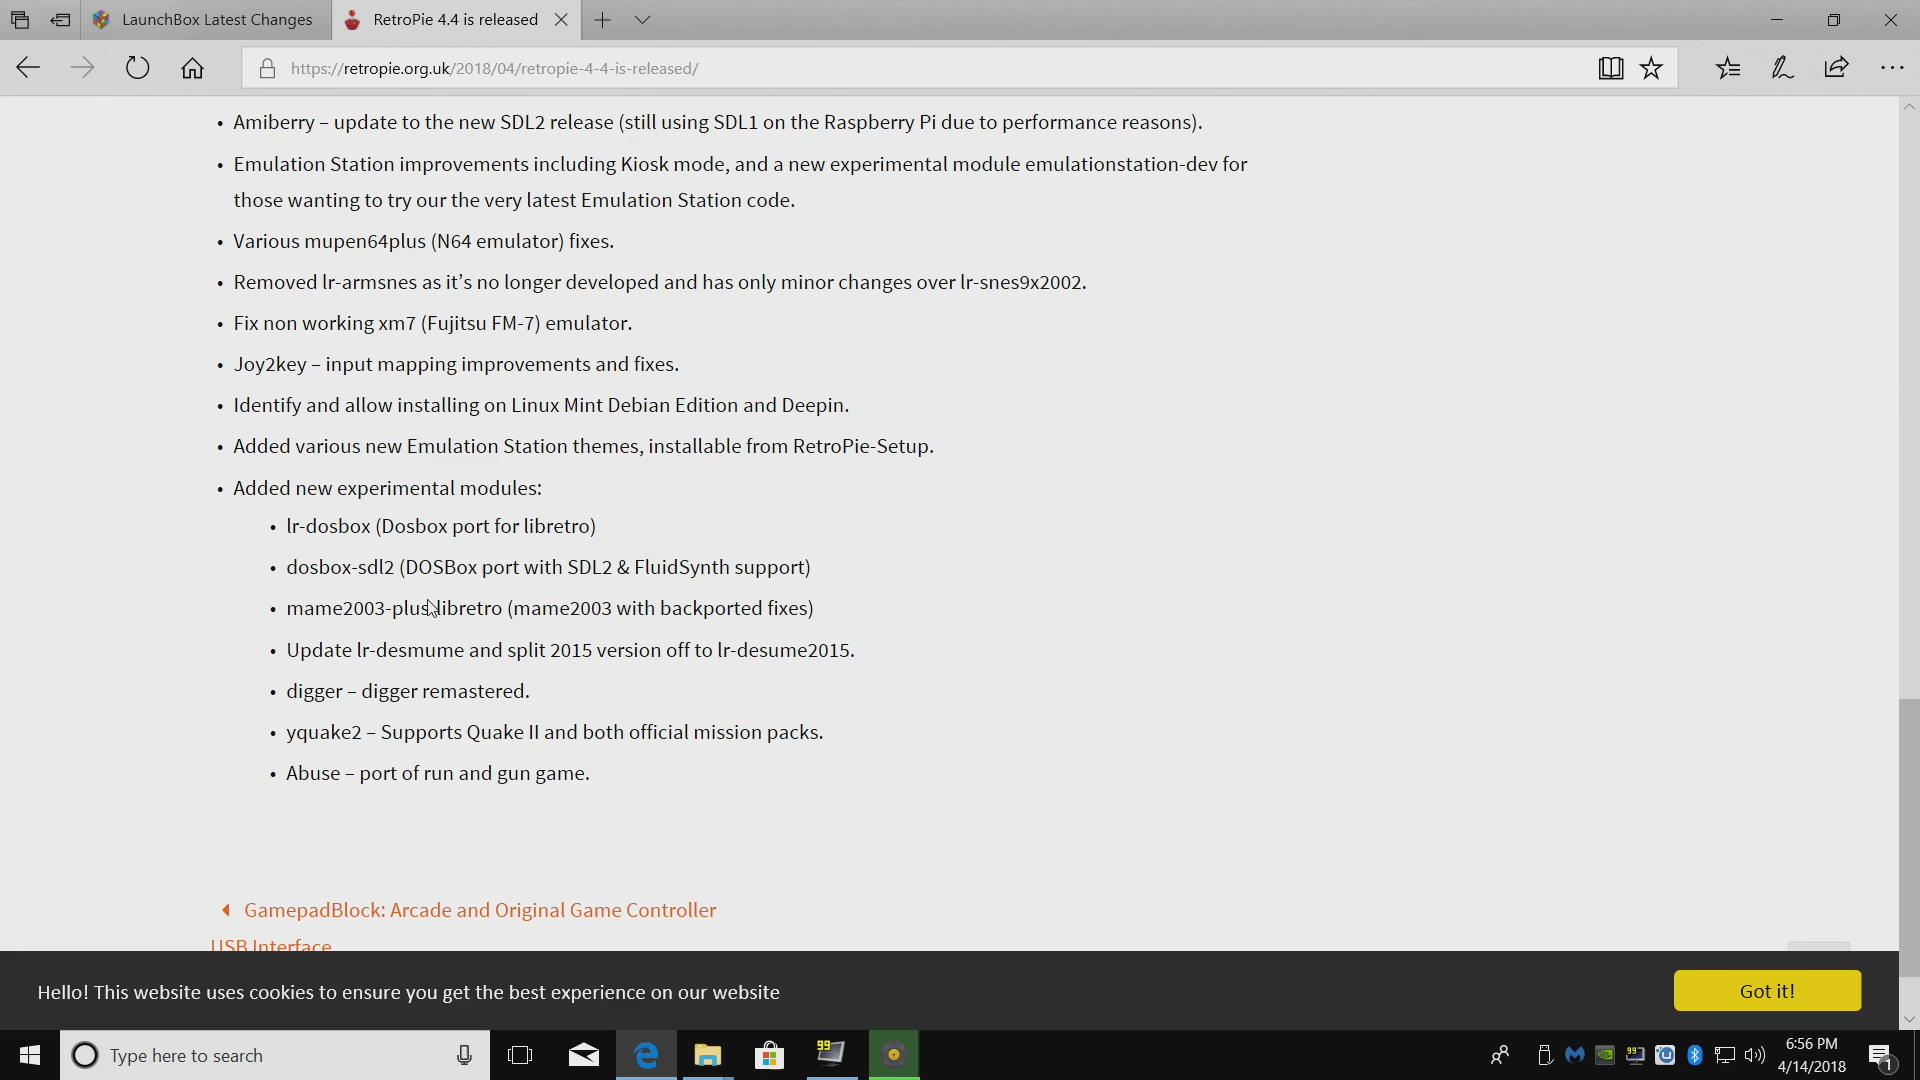 LaunchBox Latest Changes
RetroPie 4.4 is released
https://retropie.org.uk/2018/04/retropie-4-4-is-released/
• Amiberry – update to the new SDL2 release (still using SDL1 on the Raspberry Pi due to performance reasons).
• Emulation Station improvements including Kiosk mode, and a new experimental module emulationstation-dev for
those wanting to try our the very latest Emulation Station code.
• Various mupen64plus (N64 emulator) fixes.
• Removed lr-armsnes as it’s no longer developed and has only minor changes over lr-snes9x2002.
• Fix non working xm7 (Fujitsu FM-7) emulator.
• Joy2key – input mapping improvements and fixes.
• Identify and allow installing on Linux Mint Debian Edition and Deepin.
• Added various new Emulation Station themes, installable from RetroPie-Setup.
• Added new experimental modules:
• lr-dosbox (Dosbox port for libretro)
• dosbox-sdl2 (DOSBox port with SDL2 & FluidSynth support)
• mame2003-plus-libretro (mame2003 with backported fixes)
• Update lr-desmume and split 2015 version off to lr-desume2015.
• digger – digger remastered.
• yquake2 – Supports Quake II and both official mission packs.
• Abuse – port of run and gun game.
GamepadBlock: Arcade and Original Game Controller
USB Interface
Hello! This website uses cookies to ensure you get the best experience on our website
Got it!
Type here to search
99
99
6:56 PM
4/14/2018
1